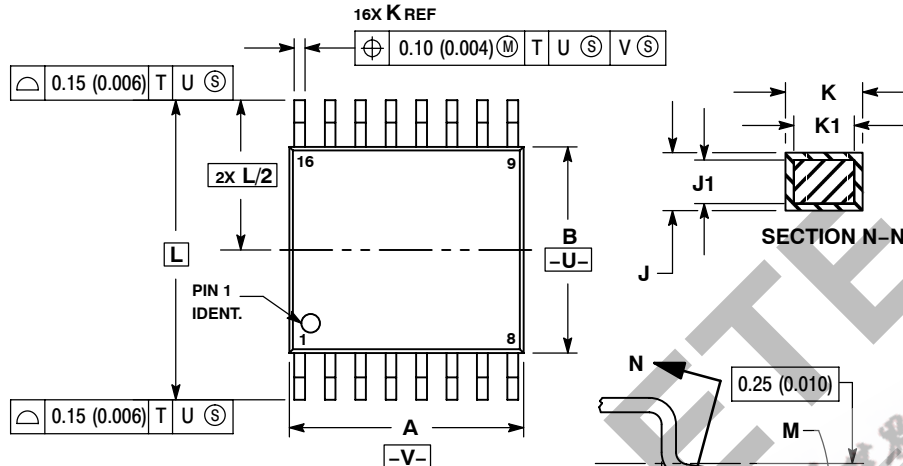 16X K REF
⌖ 0.10 (0.004) Ⓜ T U Ⓢ V Ⓢ
⌓ 0.15 (0.006) T U Ⓢ
K
K1
16
9
2X L/2
J1
L
B
-U-
SECTION N-N
J
PIN 1
IDENT.
1
8
N
0.25 (0.010)
⌓ 0.15 (0.006) T U Ⓢ
A
M
-V-
ETE